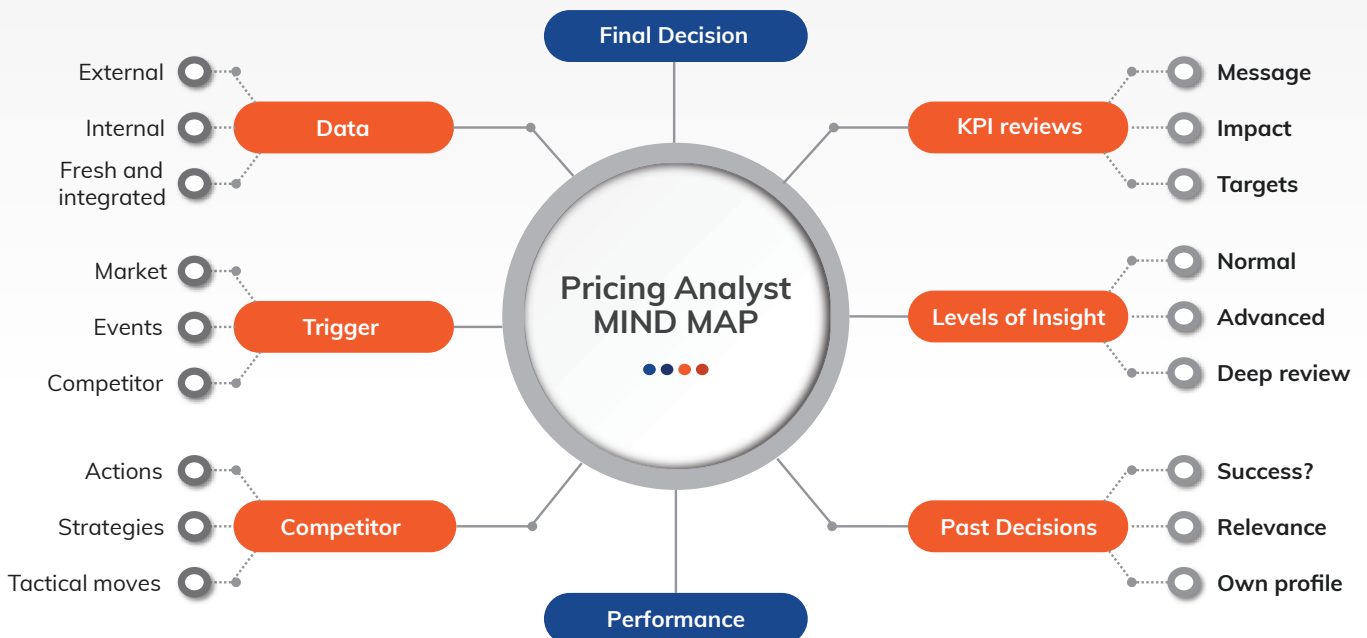 Final Decision
External
Internal
Fresh and
integrated
Data
KPI reviews
Message
Impact
Targets
Market
Events
Competitor
Trigger
Pricing Analyst
MIND MAP
Levels of Insight
Normal
Advanced
Deep review
Actions
Strategies
Tactical moves
Competitor
Past Decisions
Success?
Relevance
Own profile
Performance